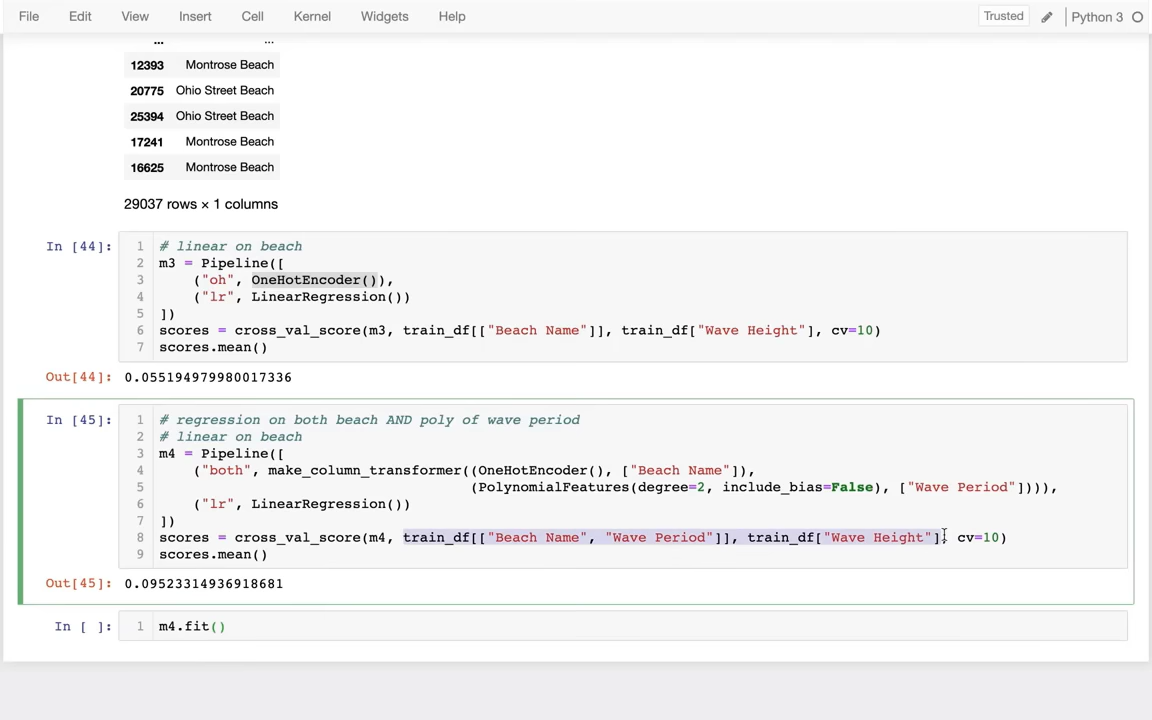 File Edit View Insert Cell Kernel Widgets Help Trusted Python 3
... ...
12393 Montrose Beach
20775 Ohio Street Beach
25394 Ohio Street Beach
17241 Montrose Beach
16625 Montrose Beach
29037 rows × 1 columns
In [44]: 1 # linear on beach
2 m3 = Pipeline([
3 ("oh", OneHotEncoder()),
4 ("lr", LinearRegression())
5 ])
6 scores = cross_val_score(m3, train_df[["Beach Name"]], train_df["Wave Height"], cv=10)
7 scores.mean()
Out[44]: 0.055194979980017336
In [45]: 1 # regression on both beach AND poly of wave period
2 # linear on beach
3 m4 = Pipeline([
4 ("both", make_column_transformer((OneHotEncoder(), ["Beach Name"]),
5 (PolynomialFeatures(degree=2, include_bias=False), ["Wave Period"]))),
6 ("lr", LinearRegression())
7 ])
8 scores = cross_val_score(m4, train_df[["Beach Name", "Wave Period"]], train_df["Wave Height"], cv=10)
9 scores.mean()
Out[45]: 0.09523314936918681
In [ ]: 1 m4.fit()